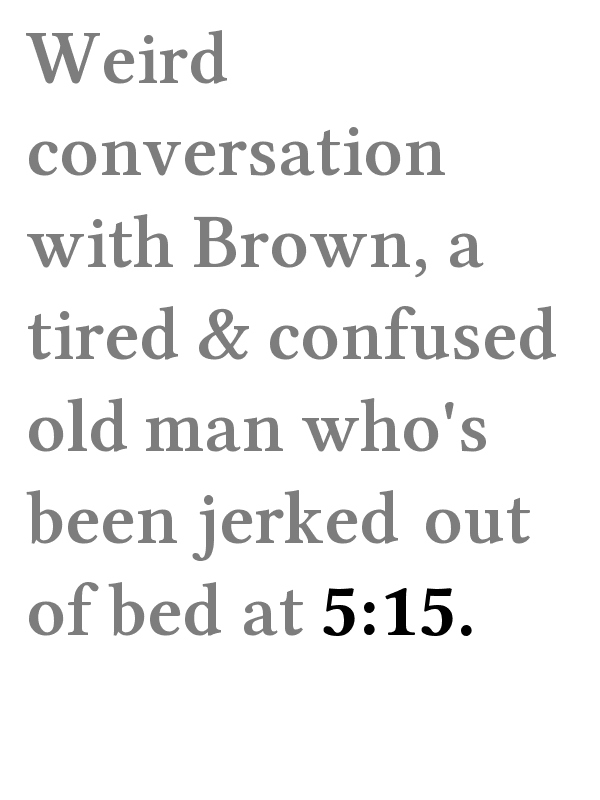 Weird
conversation
with Brown, a
tired & confused
old man who's
been jerked out
of bed at 5:15.